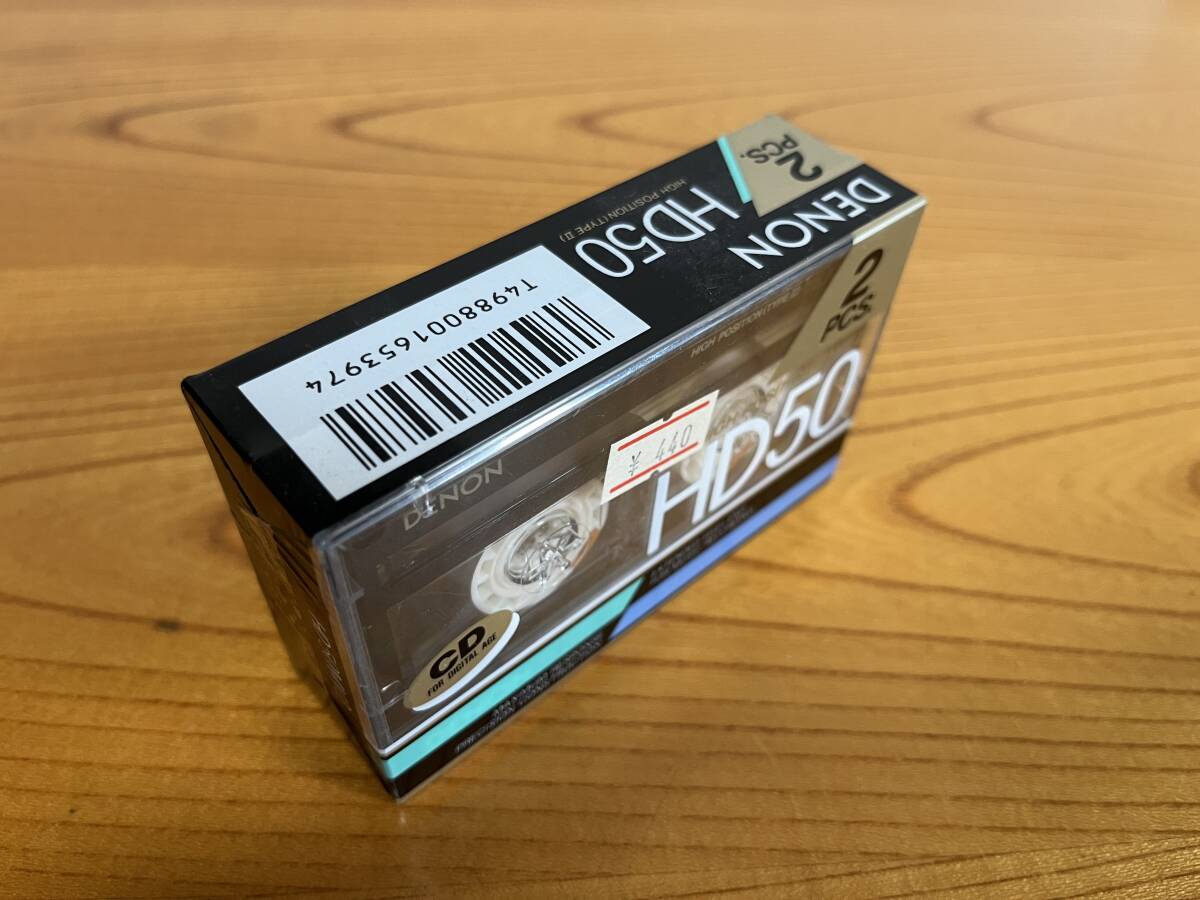 2
PCS.
DENON
HD50
HIGH POSITION (TYPE II)
DENON
T4988001653974
2
PCS.
HIGH POSITION (TYPE II)
HD50
¥ 440
DENON
CD
FOR DIGITAL AGE